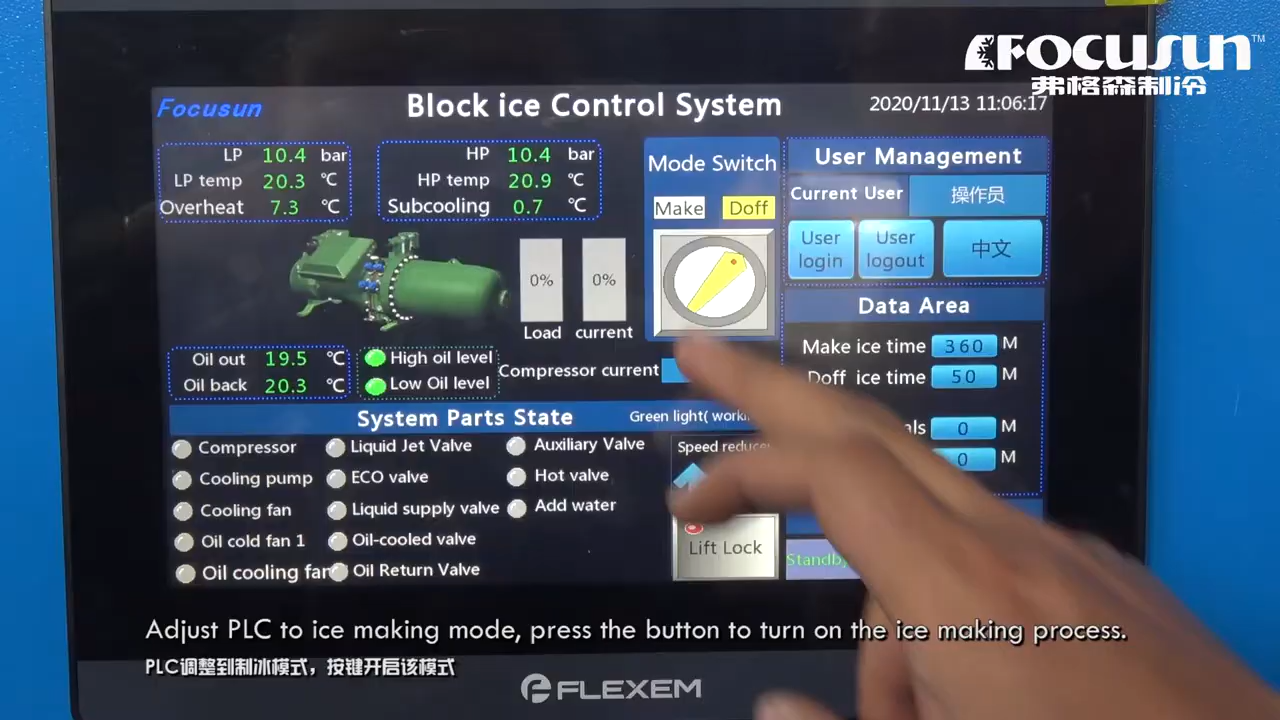 FOCUSUN™
弗格森制冷
Focusun
Block ice Control System
2020/11/13 11:06:17
LP 10.4 bar
LP temp 20.3 °C
Overheat 7.3 °C
HP 10.4 bar
HP temp 20.9 °C
Subcooling 0.7 °C
Mode Switch
Make Doff
User Management
Current User 操作员
User login
User logout
中文
0% 0%
Load current
Data Area
Make ice time 360 M
Doff ice time 50 M
0 M
0 M
Oil out 19.5 °C
Oil back 20.3 °C
High oil level
Low Oil level
Compressor current
System Parts State
Green light(
Compressor
Cooling pump
Cooling fan
Oil cold fan 1
Oil cooling fan
Liquid Jet Valve
ECO valve
Liquid supply valve
Oil-cooled valve
Oil Return Valve
Auxiliary Valve
Hot valve
Add water
Speed
Lift Lock
Standby
Adjust PLC to ice making mode, press the button to turn on the ice making process.
PLC调整到制冰模式，按键开启该模式
FLEXEM